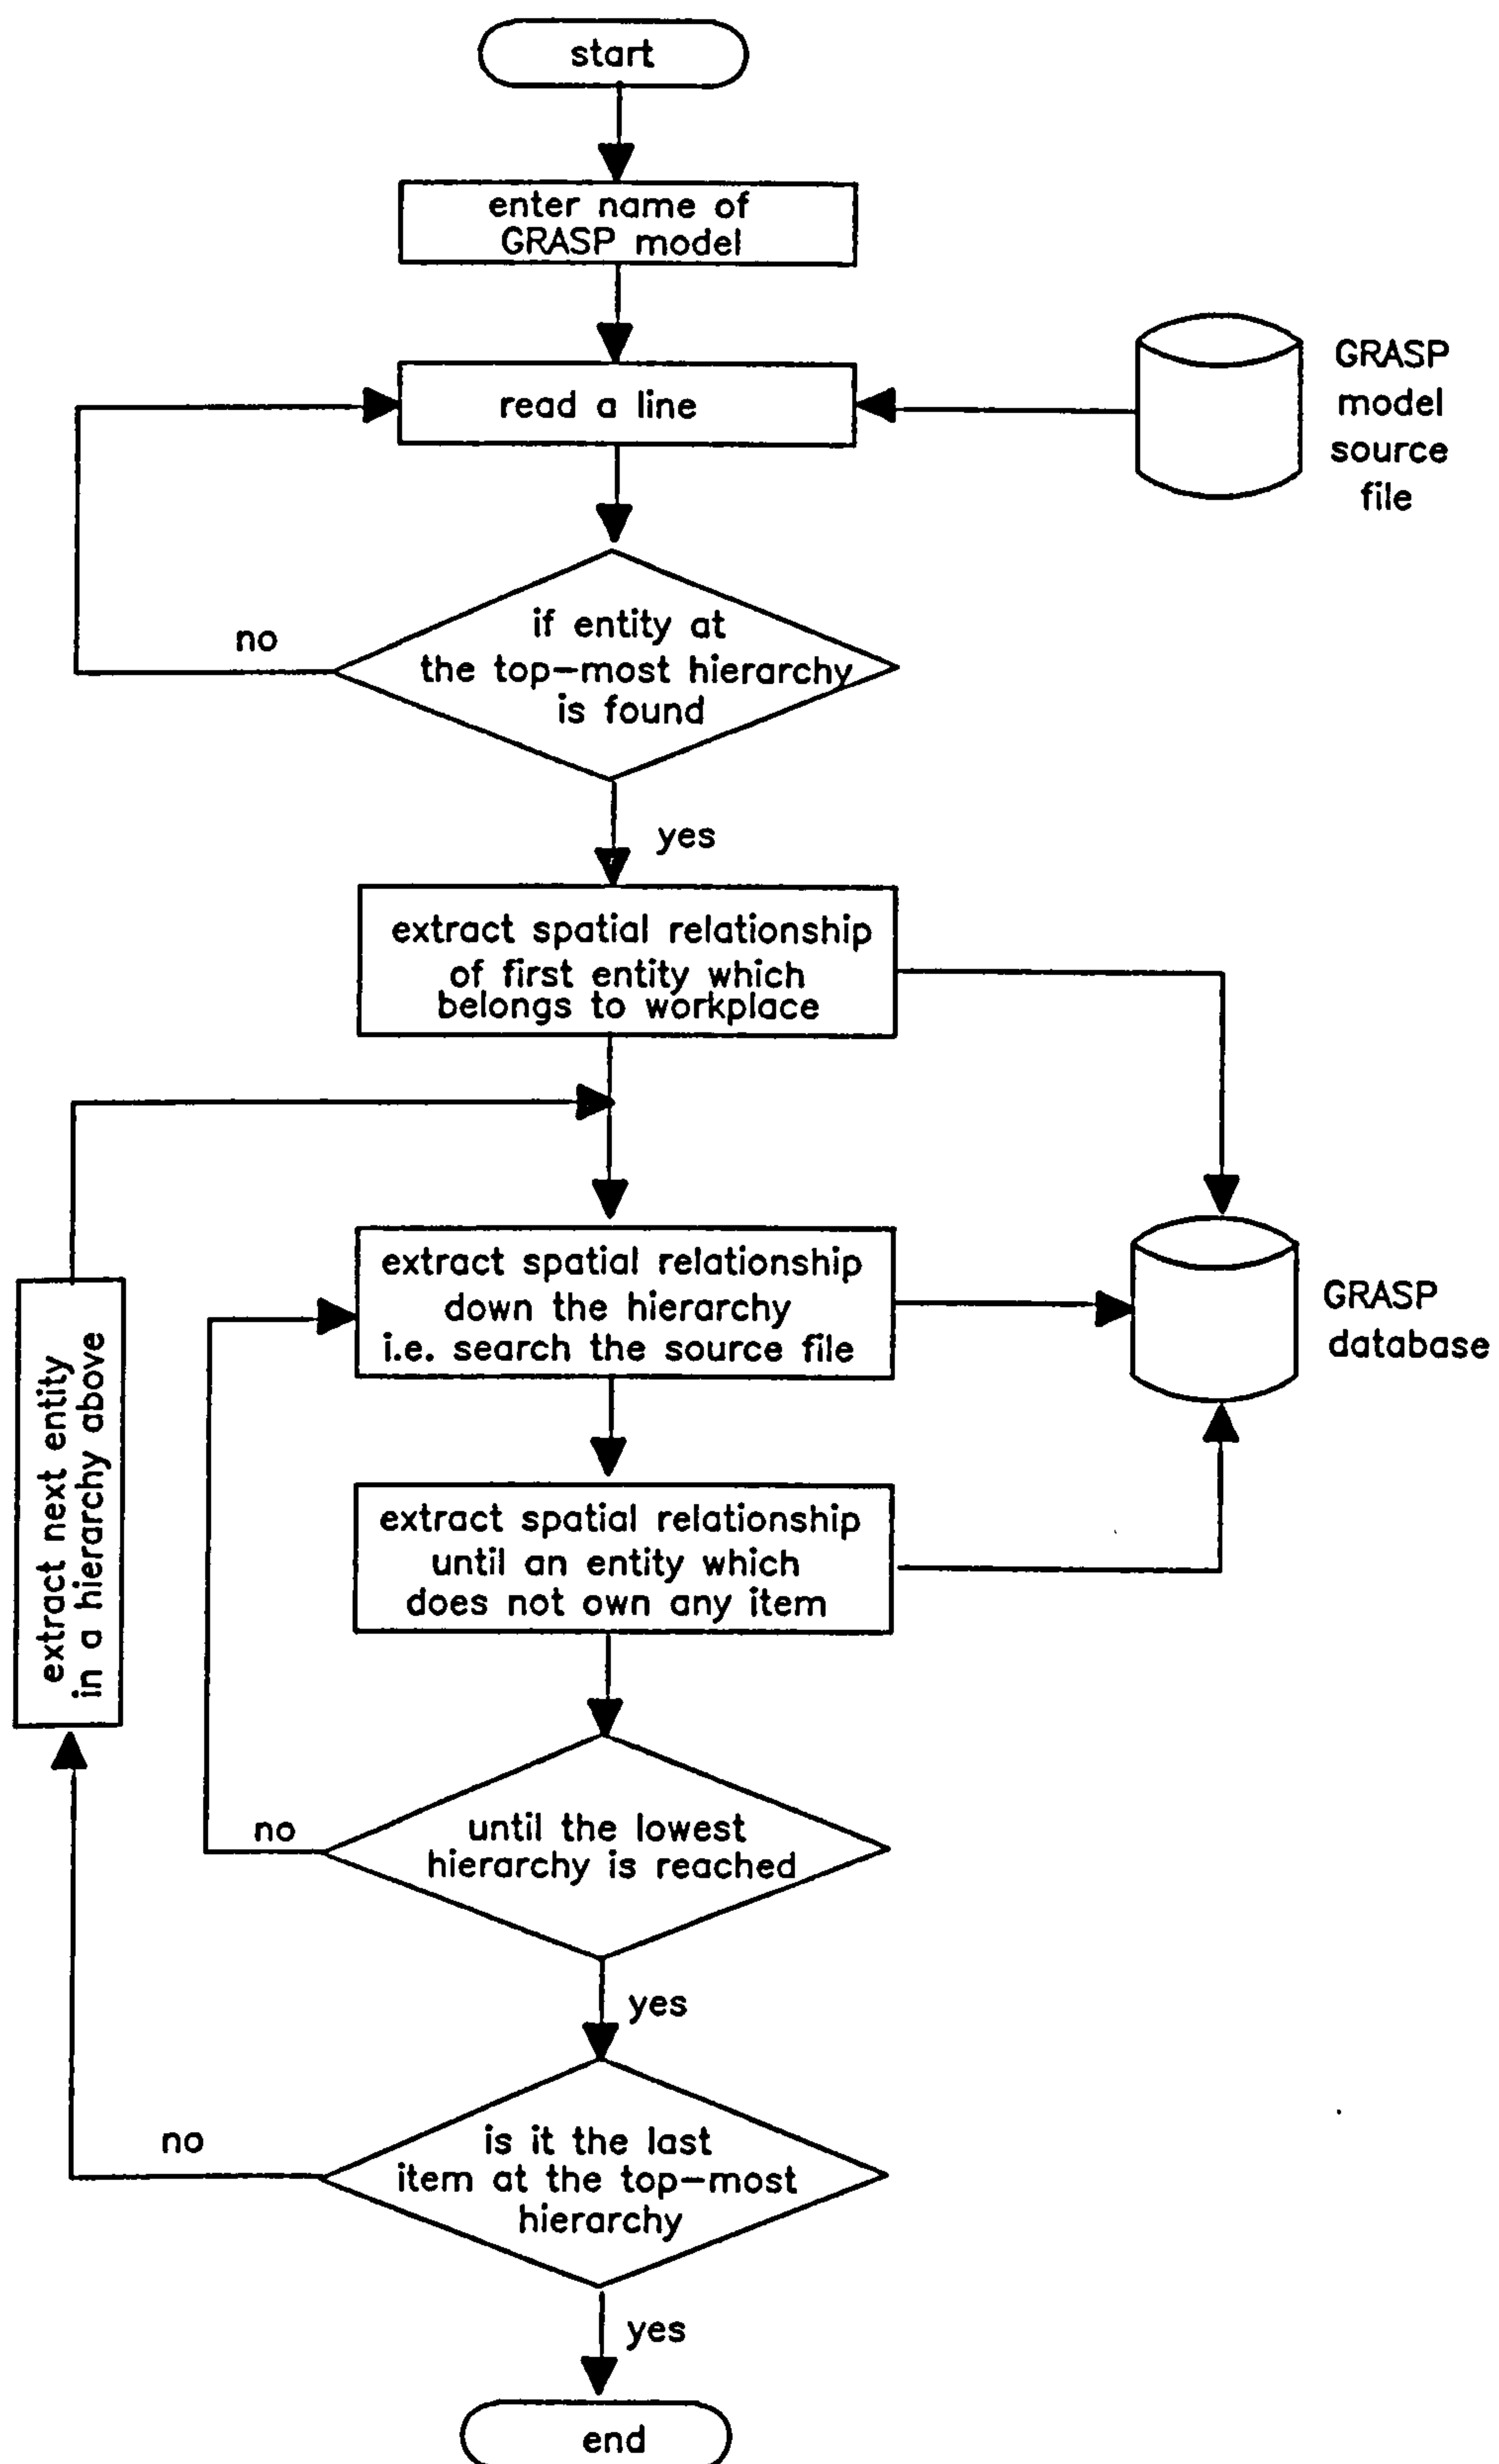 start
enter name of
GRASP model
read a line
GRASP
model
source
file
if entity at
the top-most hierarchy
is found
no
yes
extract spatial relationship
of first entity which
belongs to workplace
extract spatial relationship
down the hierarchy
i.e. search the source file
GRASP
database
extract next entity
in a hierarchy above
extract spatial relationship
until an entity which
does not own any item
until the lowest
hierarchy is reached
no
yes
is it the last
item at the top-most
hierarchy
no
yes
end